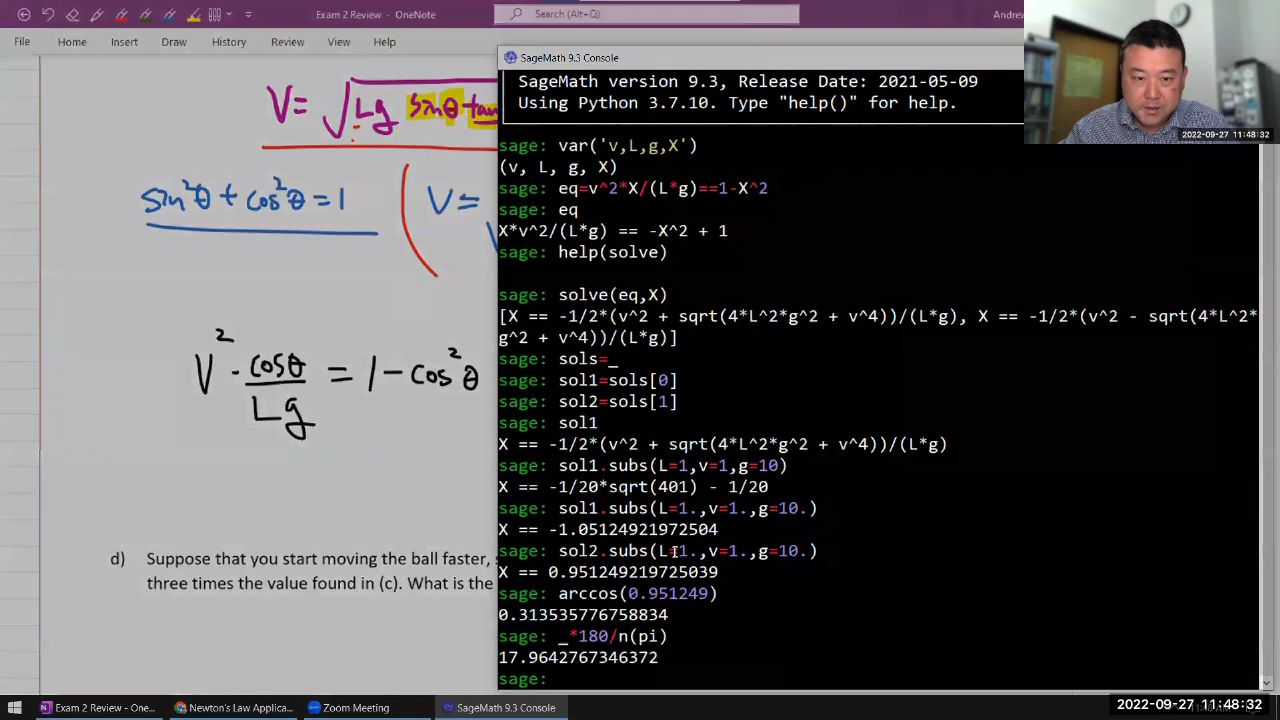 Exam 2 Review - OneNote
Search (Alt+Q)
Andrew
File Home Insert Draw History Review View Help
V= √Lg sinθ tan
sin²θ + cos²θ = 1
V =
V² · cosθ/Lg = 1 - cos²θ
d) Suppose that you start moving the ball faster, s
three times the value found in (c). What is the
SageMath 9.3 Console
SageMath version 9.3, Release Date: 2021-05-09
Using Python 3.7.10. Type "help()" for help.
sage: var('v,L,g,X')
(v, L, g, X)
sage: eq=v^2*X/(L*g)==1-X^2
sage: eq
X*v^2/(L*g) == -X^2 + 1
sage: help(solve)
sage: solve(eq,X)
[X == -1/2*(v^2 + sqrt(4*L^2*g^2 + v^4))/(L*g), X == -1/2*(v^2 - sqrt(4*L^2*
g^2 + v^4))/(L*g)]
sage: sols=_
sage: sol1=sols[0]
sage: sol2=sols[1]
sage: sol1
X == -1/2*(v^2 + sqrt(4*L^2*g^2 + v^4))/(L*g)
sage: sol1.subs(L=1,v=1,g=10)
X == -1/20*sqrt(401) - 1/20
sage: sol1.subs(L=1.,v=1.,g=10.)
X == -1.05124921972504
sage: sol2.subs(L=1.,v=1.,g=10.)
X == 0.951249219725039
sage: arccos(0.951249)
0.313535776758834
sage: _*180/n(pi)
17.9642767346372
sage:
2022-09-27 11:48:32
Exam 2 Review - On...
Newton's Law Applica...
Zoom Meeting
SageMath 9.3 Console
2022-09-27 11:48:32